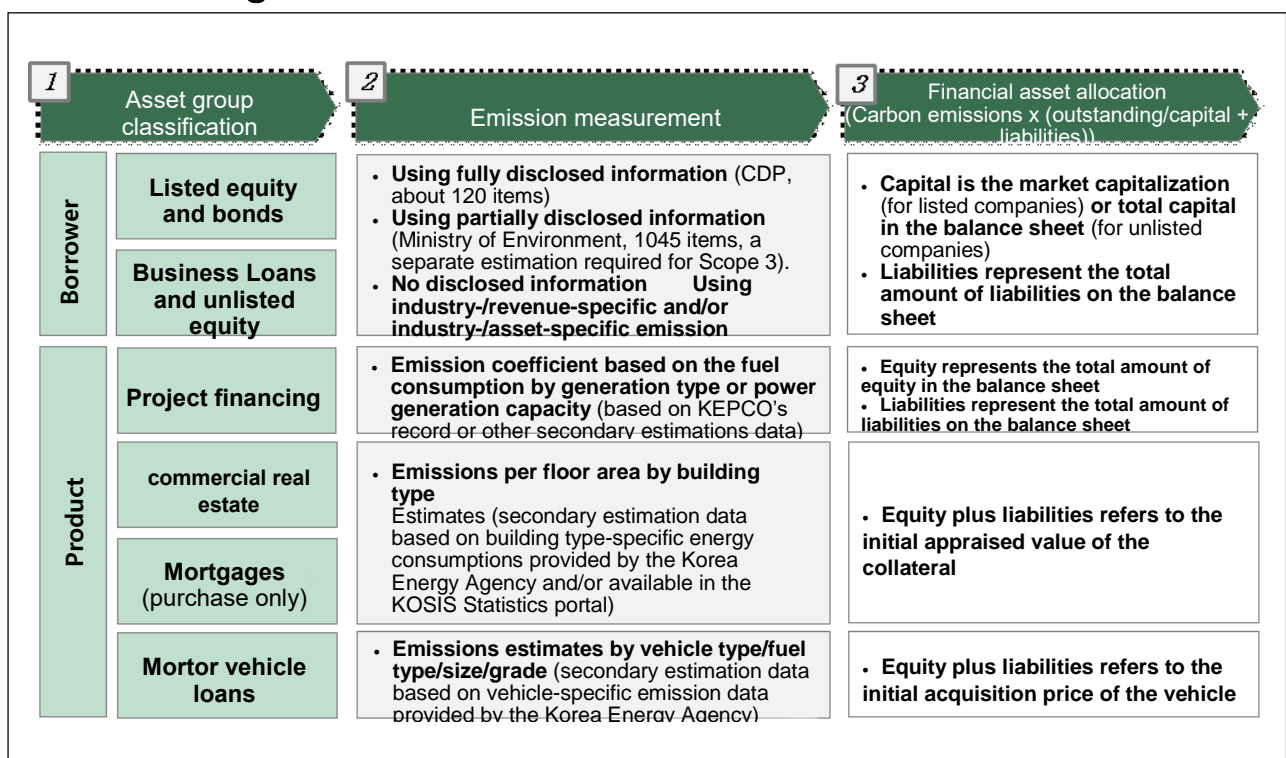 1
Asset group
classification
2
Emission measurement
3
Financial asset allocation
(Carbon emissions x (outstanding/capital +
liabilities))
Borrower
Listed equity
and bonds
Business Loans
and unlisted
equity
• Using fully disclosed information (CDP,
about 120 items)
• Using partially disclosed information
(Ministry of Environment, 1045 items, a
separate estimation required for Scope 3).
• No disclosed information Using
industry-/revenue-specific and/or
industry-/asset-specific emission
• Capital is the market capitalization
(for listed companies) or total capital
in the balance sheet (for unlisted
companies)
• Liabilities represent the total
amount of liabilities on the balance
sheet
Product
Project financing
• Emission coefficient based on the fuel
consumption by generation type or power
generation capacity (based on KEPCO’s
record or other secondary estimations data)
• Equity represents the total amount of
equity in the balance sheet
• Liabilities represent the total amount of
liabilities on the balance sheet
commercial real
estate
Mortgages
(purchase only)
• Emissions per floor area by building
type
Estimates (secondary estimation data
based on building type-specific energy
consumptions provided by the Korea
Energy Agency and/or available in the
KOSIS Statistics portal)
• Equity plus liabilities refers to the
initial appraised value of the
collateral
Mortor vehicle
loans
• Emissions estimates by vehicle type/fuel
type/size/grade (secondary estimation data
based on vehicle-specific emission data
provided by the Korea Energy Agency)
• Equity plus liabilities refers to the
initial acquisition price of the vehicle